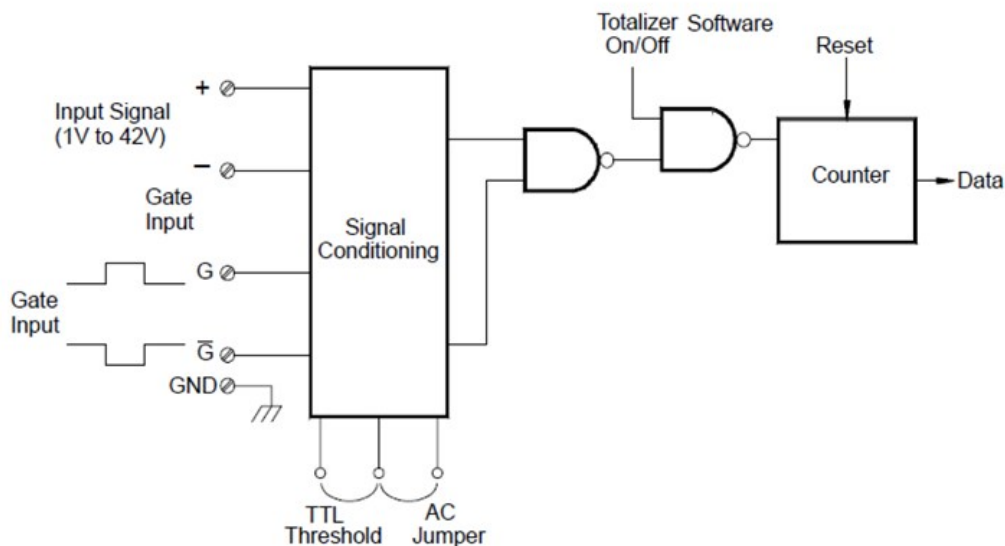 Totalizer Software
On/Off
Reset
+
Input Signal
(1V to 42V)
−
Gate
Input
Signal
Conditioning
Counter
Data
G
Gate
Input
G̅
GND
TTL
Threshold
AC
Jumper